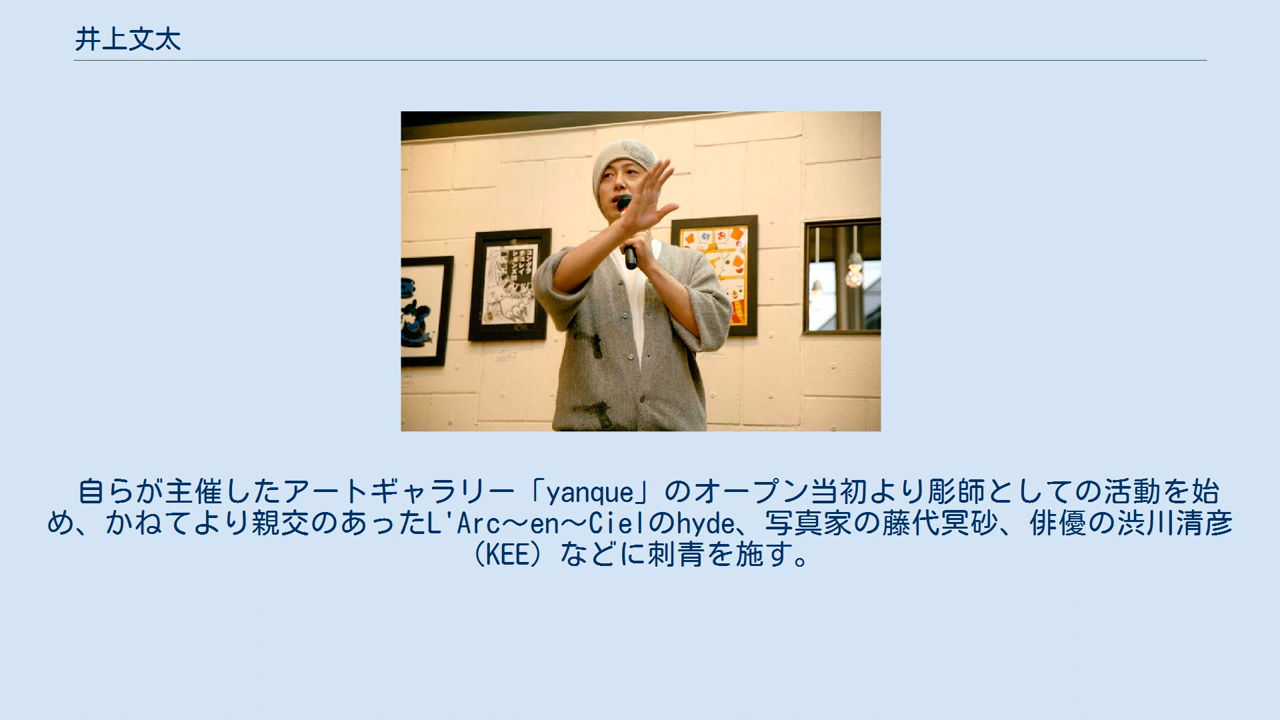 井上文太
自らが主催したアートギャラリー「yanque」のオープン当初より彫師としての活動を始
め、かねてより親交のあったL'Arc〜en〜Cielのhyde、写真家の藤代冥砂、俳優の渋川清彦
（KEE）などに刺青を施す。